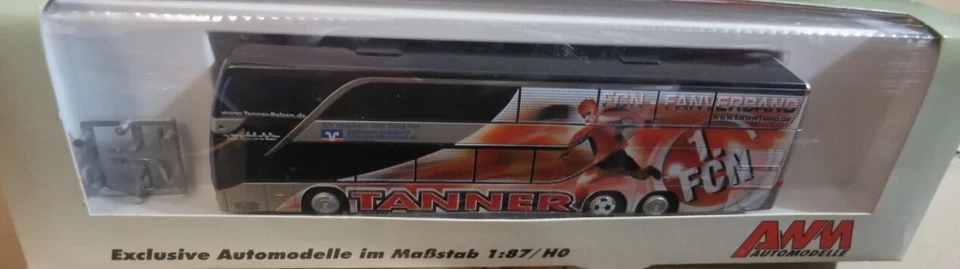 FCN FANVERBAND
www.fanverband.de
www.Tanner-Reisen.de
1.
FCN
TANNER
Exclusive Automodelle im Maßstab 1:87/H0
AWM
AUTOMODELLE